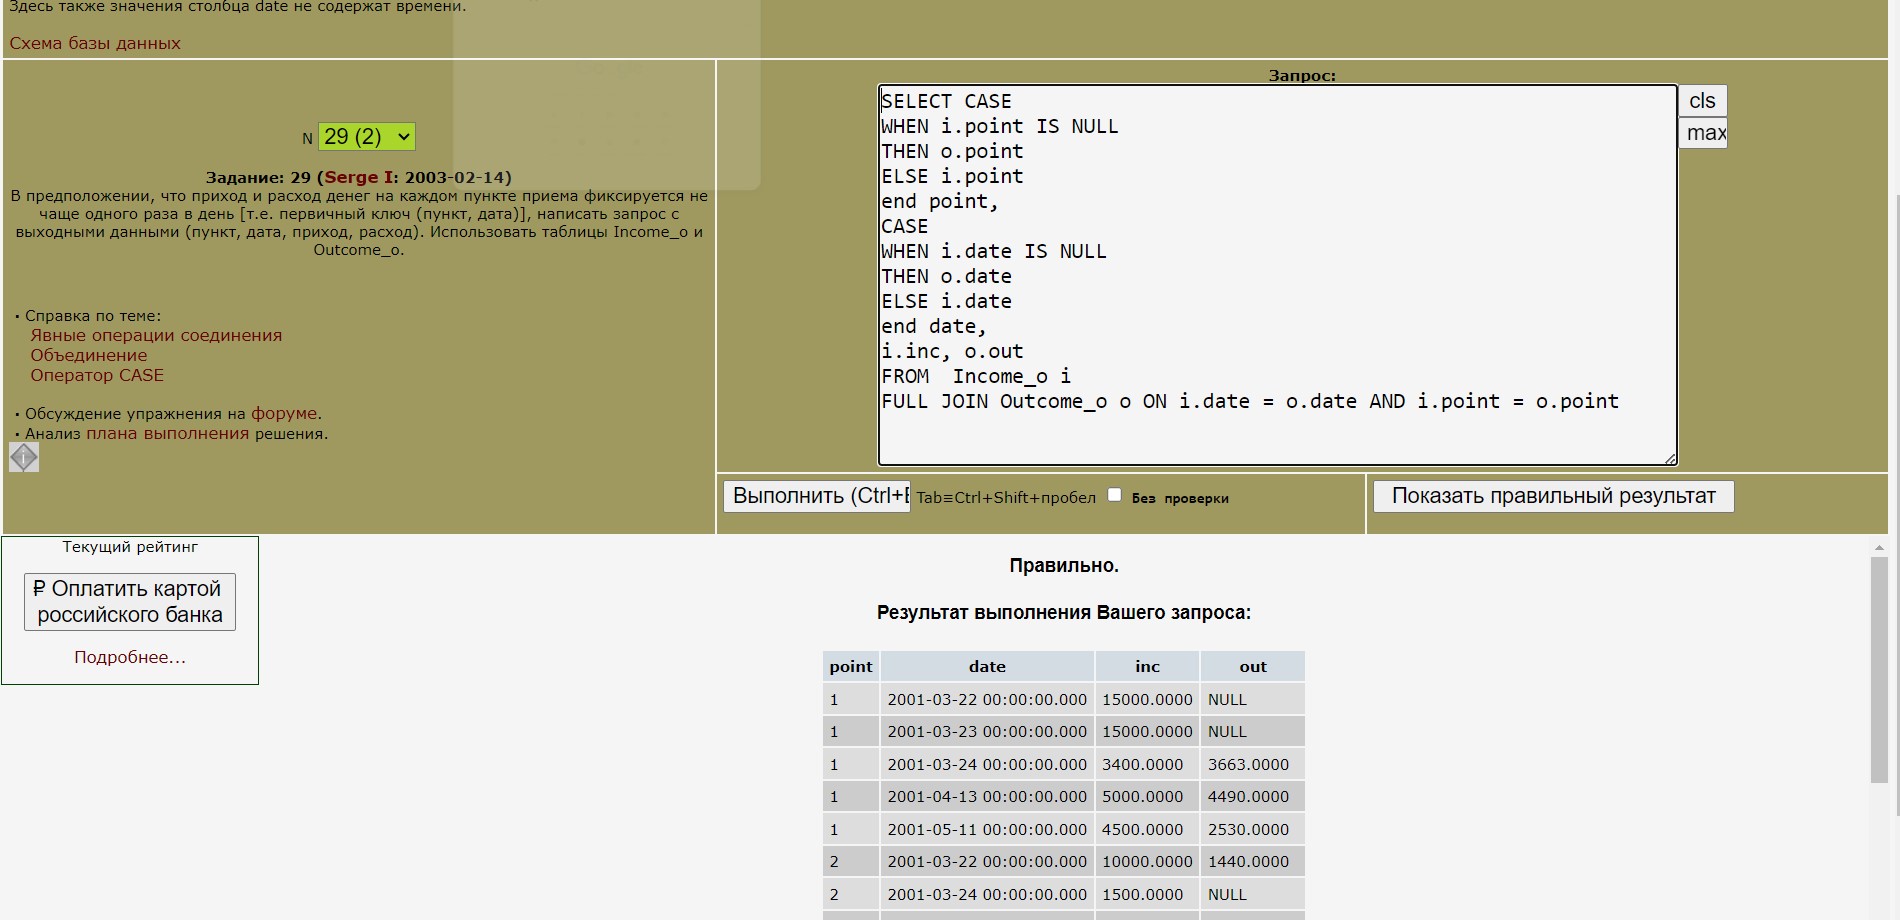 Здесь также значения столбца date не содержат времени.
Схема базы данных
N 29 (2)
Задание: 29 (Serge I: 2003-02-14)
В предположении, что приход и расход денег на каждом пункте приема фиксируется не
чаще одного раза в день [т.е. первичный ключ (пункт, дата)], написать запрос с
выходными данными (пункт, дата, приход, расход). Использовать таблицы Income_o и
Outcome_o.
• Справка по теме:
Явные операции соединения
Объединение
Оператор CASE
• Обсуждение упражнения на форуме.
• Анализ плана выполнения решения.
Запрос:
SELECT CASE
WHEN i.point IS NULL
THEN o.point
ELSE i.point
end point,
CASE
WHEN i.date IS NULL
THEN o.date
ELSE i.date
end date,
i.inc, o.out
FROM  Income_o i
FULL JOIN Outcome_o o ON i.date = o.date AND i.point = o.point
cls
max
Выполнить (Ctrl+E Tab≡Ctrl+Shift+пробел Без проверки
Показать правильный результат
Текущий рейтинг
₽ Оплатить картой
российского банка
Подробнее...
Правильно.
Результат выполнения Вашего запроса:
point date inc out
1 2001-03-22 00:00:00.000 15000.0000 NULL
1 2001-03-23 00:00:00.000 15000.0000 NULL
1 2001-03-24 00:00:00.000 3400.0000 3663.0000
1 2001-04-13 00:00:00.000 5000.0000 4490.0000
1 2001-05-11 00:00:00.000 4500.0000 2530.0000
2 2001-03-22 00:00:00.000 10000.0000 1440.0000
2 2001-03-24 00:00:00.000 1500.0000 NULL